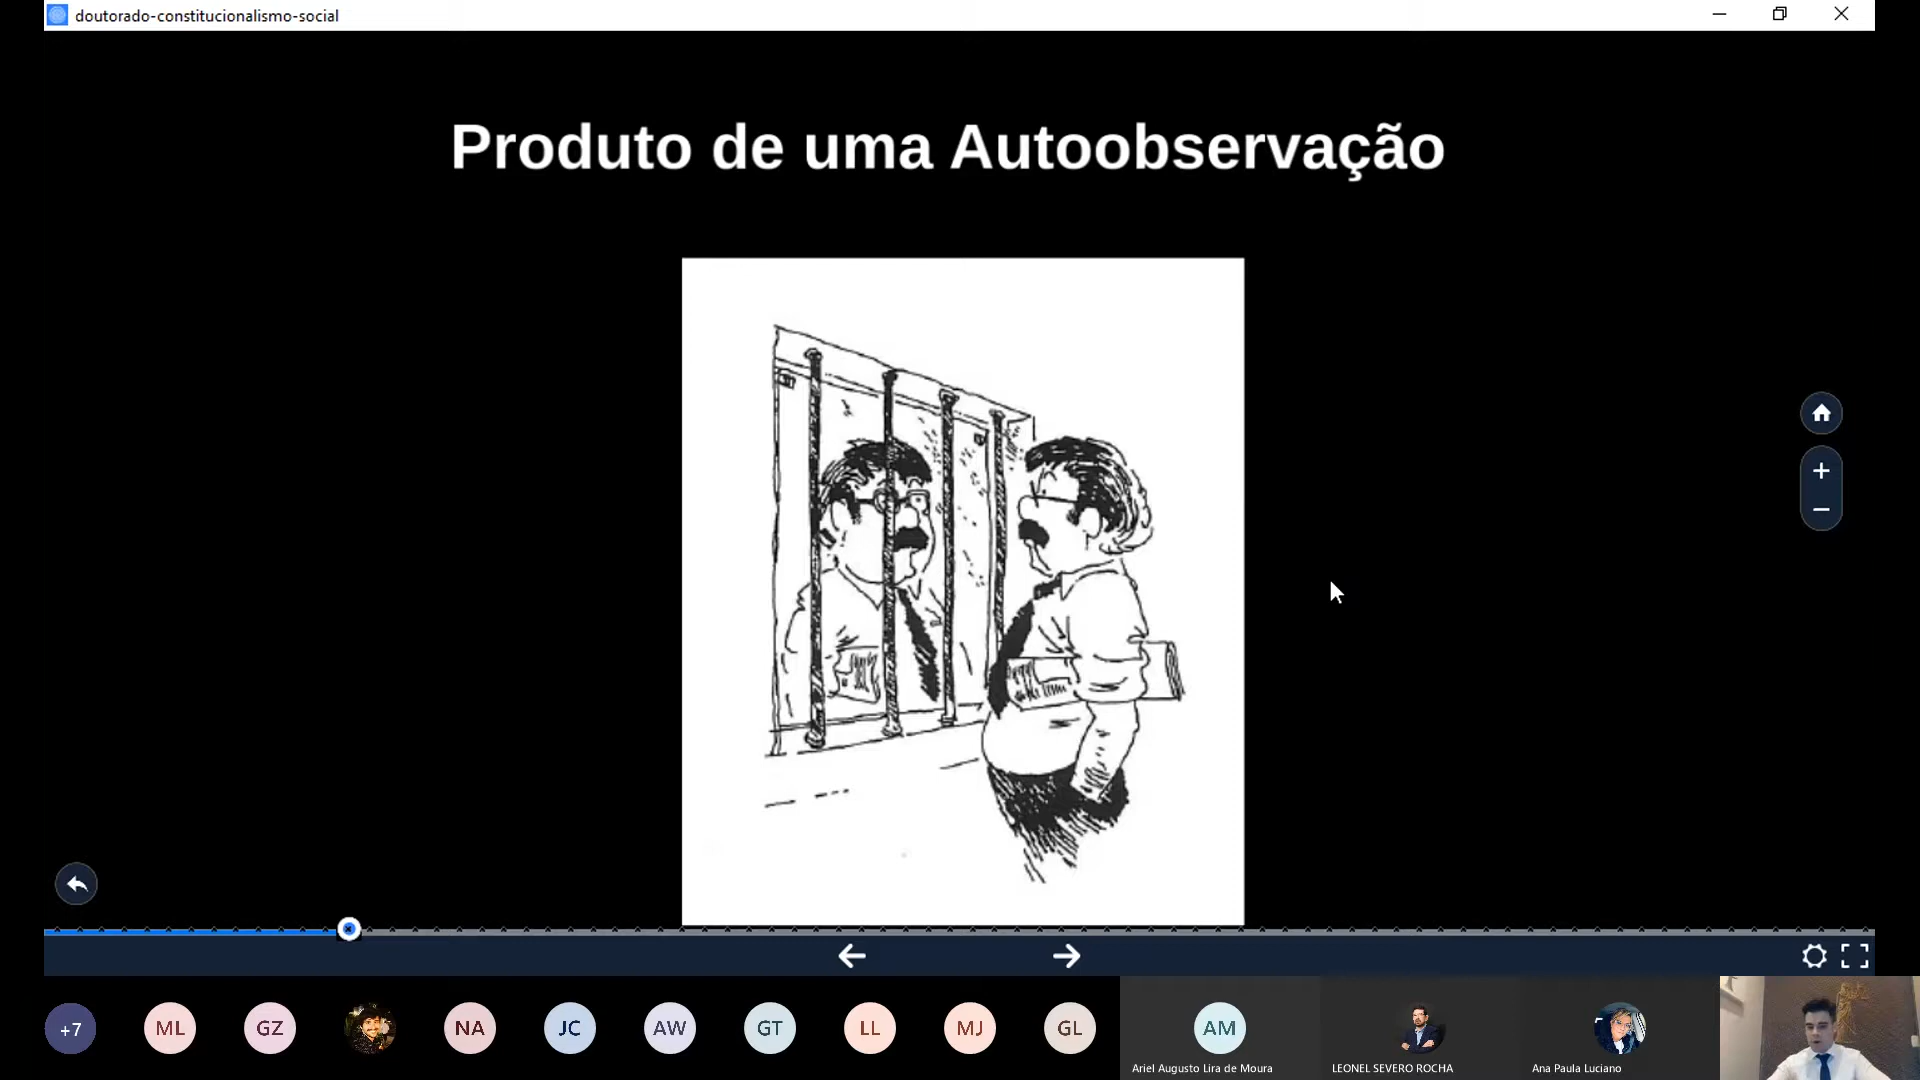 doutorado-constitucionalismo-social
Produto de uma Autoobservação
+7
ML
GZ
NA
JC
AW
GT
LL
MJ
GL
AM
Ariel Augusto Lira de Moura
LEONEL SEVERO ROCHA
Ana Paula Luciano